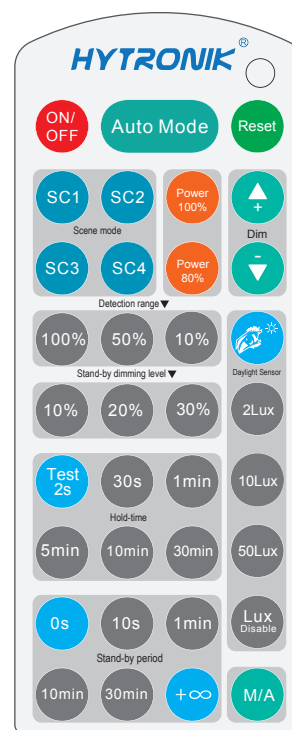 HYTRONIK®
ON/
OFF
Auto Mode
Reset
SC1 SC2
Power
100%
+
Scene mode
Dim
SC3 SC4
Power
80%
-
Detection range▼
100% 50% 10%
Daylight Sensor
Stand-by dimming level▼
10% 20% 30%
2Lux
Test
2s
30s 1min
10Lux
Hold-time
5min 10min 30min
50Lux
0s 10s 1min
Lux
Disable
Stand-by period
10min 30min +∞
M/A